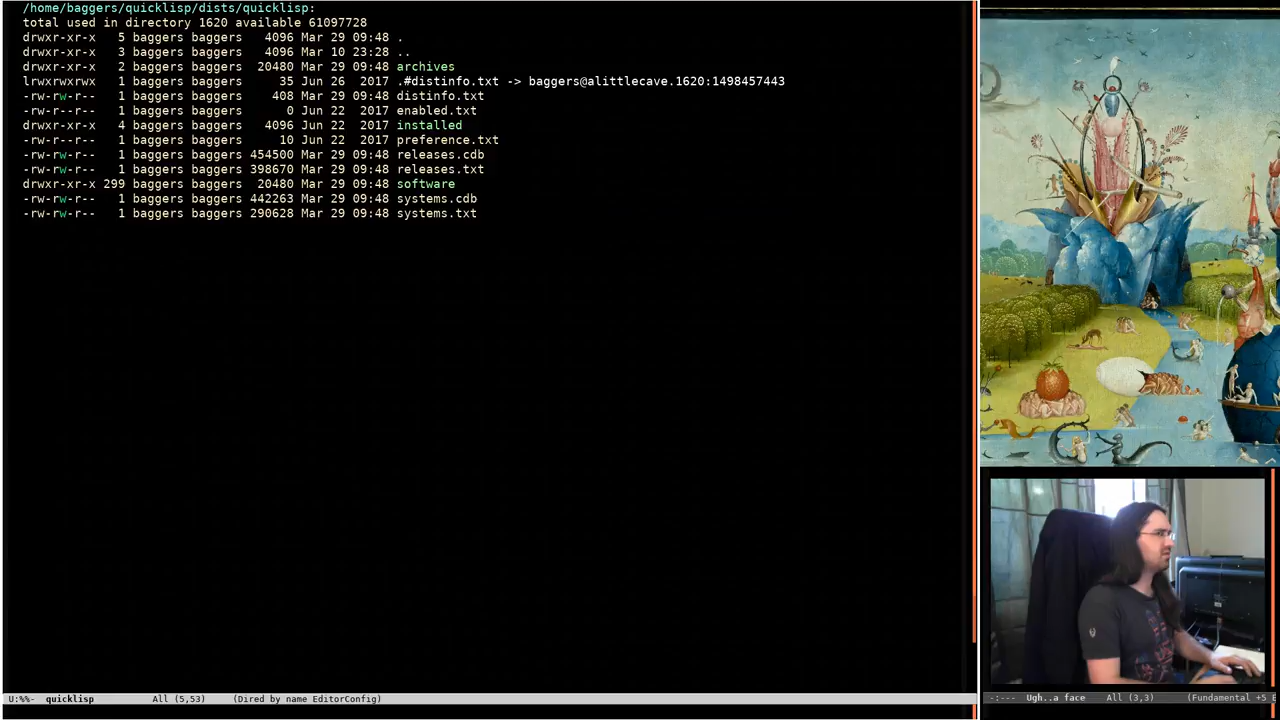 /home/baggers/quicklisp/dists/quicklisp:
total used in directory 1620 available 61097728
drwxr-xr-x   5 baggers baggers   4096 Mar 29 09:48 .
drwxr-xr-x   3 baggers baggers   4096 Mar 10 23:28 ..
drwxr-xr-x   2 baggers baggers  20480 Mar 29 09:48 archives
lrwxrwxrwx   1 baggers baggers     35 Jun 26  2017 .#distinfo.txt -> baggers@alittlecave.1620:1498457443
-rw-rw-r--   1 baggers baggers    408 Mar 29 09:48 distinfo.txt
-rw-r--r--   1 baggers baggers      0 Jun 22  2017 enabled.txt
drwxr-xr-x   4 baggers baggers   4096 Jun 22  2017 installed
-rw-r--r--   1 baggers baggers     10 Jun 22  2017 preference.txt
-rw-rw-r--   1 baggers baggers 454500 Mar 29 09:48 releases.cdb
-rw-rw-r--   1 baggers baggers 398670 Mar 29 09:48 releases.txt
drwxr-xr-x 299 baggers baggers  20480 Mar 29 09:48 software
-rw-rw-r--   1 baggers baggers 442263 Mar 29 09:48 systems.cdb
-rw-rw-r--   1 baggers baggers 290628 Mar 29 09:48 systems.txt
U:%%-  quicklisp      All (5,53)    (Dired by name EditorConfig)
-:---  Ugh..a face   All (3,3)    (Fundamental +5 E